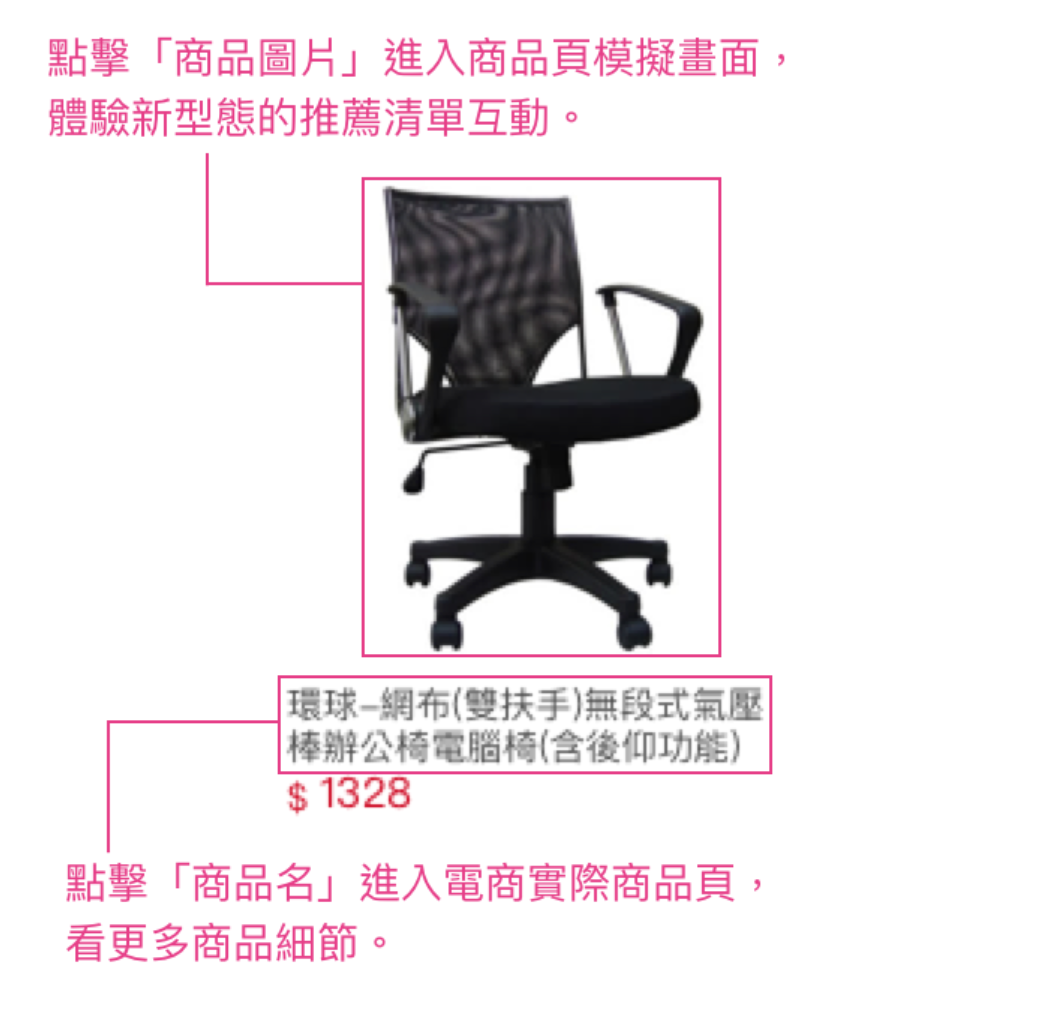 點擊「商品圖片」進入商品頁模擬畫面，
體驗新型態的推薦清單互動。
環球–網布(雙扶手)無段式氣壓
棒辦公椅電腦椅(含後仰功能)
$ 1328
點擊「商品名」進入電商實際商品頁，
看更多商品細節。